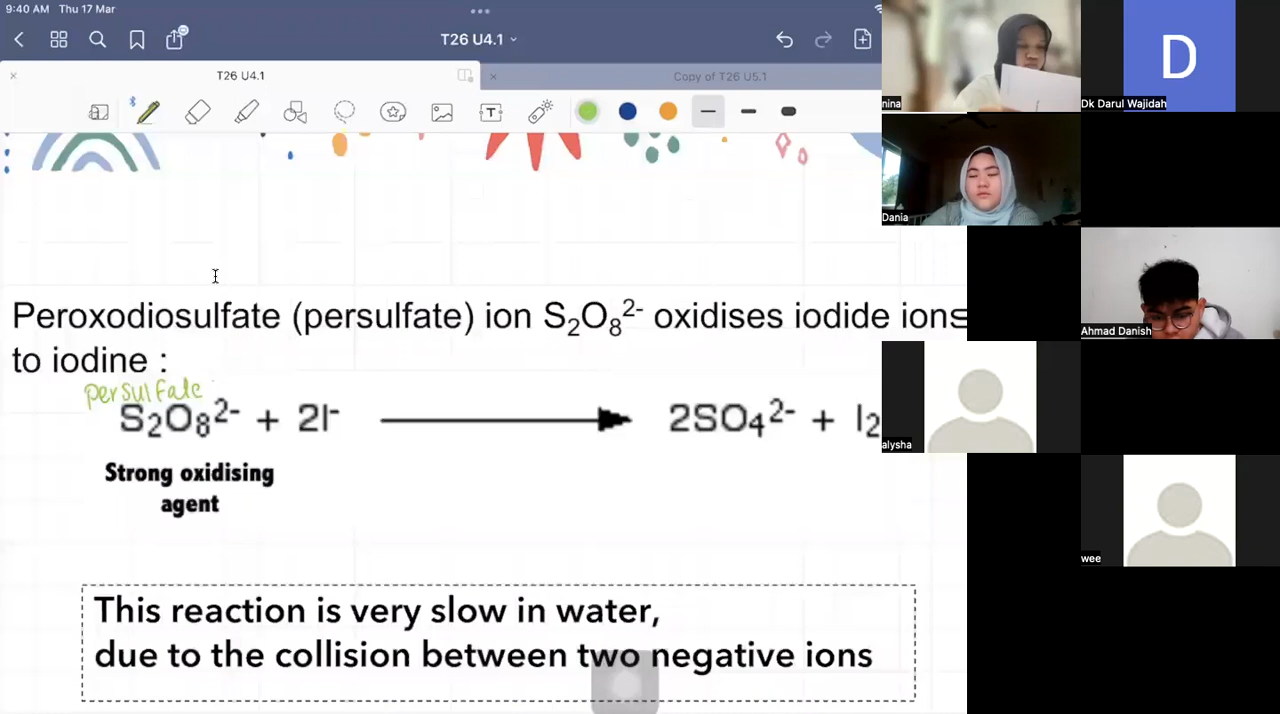 9:40 AM Thu 17 Mar
T26 U4.1
T26 U4.1
Copy of T26 U5.1
T
nina
D
Dk Darul Wajidah
Dania
Ahmad Danish
alysha
wee
Peroxodiosulfate (persulfate) ion S₂O₈²⁻ oxidises iodide ions
to iodine :
persulfate
S₂O₈²⁻ + 2I⁻ → 2SO₄²⁻ + I₂
Strong oxidising
agent
This reaction is very slow in water,
due to the collision between two negative ions